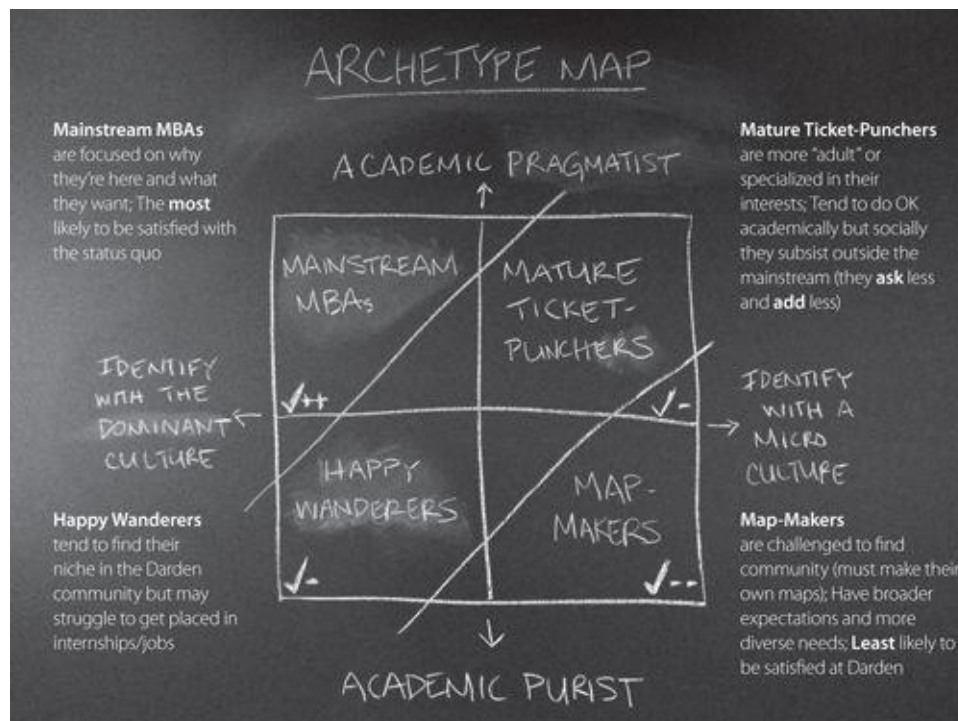 ARCHETYPE MAP
Mainstream MBAs
are focused on why
they're here and what
they want; The most
likely to be satisfied with
the status quo
Mature Ticket-Punchers
are more "adult" or
specialized in their
interests; Tend to do OK
academically but socially
they subsist outside the
mainstream (they ask less
and add less)
ACADEMIC PRAGMATIST
MAINSTREAM
MBAs
✓++
MATURE
TICKET-
PUNCHERS
✓-
IDENTIFY
WITH THE
DOMINANT
CULTURE
IDENTIFY
WITH A
MICRO
CULTURE
HAPPY
WANDERERS
✓-
MAP-
MAKERS
✓--
Happy Wanderers
tend to find their
niche in the Darden
community but may
struggle to get placed in
internships/jobs
Map-Makers
are challenged to find
community (must make their
own maps); Have broader
expectations and more
diverse needs; Least likely to
be satisfied at Darden
ACADEMIC PURIST